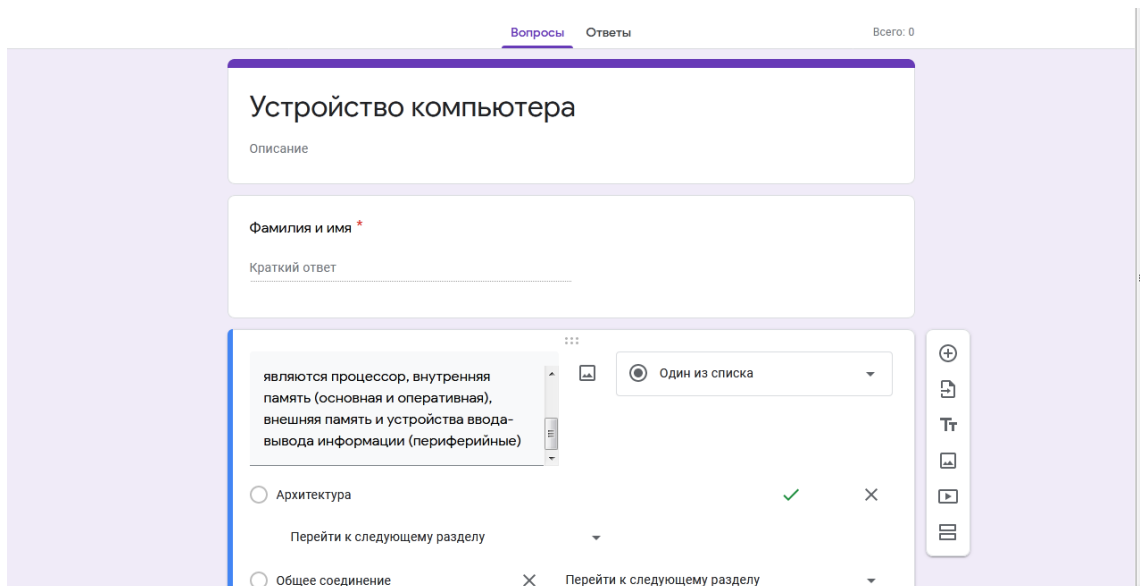 Вопросы Ответы Всего: 0
Устройство компьютера
Описание
Фамилия и имя *
Краткий ответ
являются процессор, внутренняя
память (основная и оперативная),
внешняя память и устройства ввода-
вывода информации (периферийные)
Один из списка
Tт
Архитектура
Перейти к следующему разделу
Общее соединение Перейти к следующему разделу